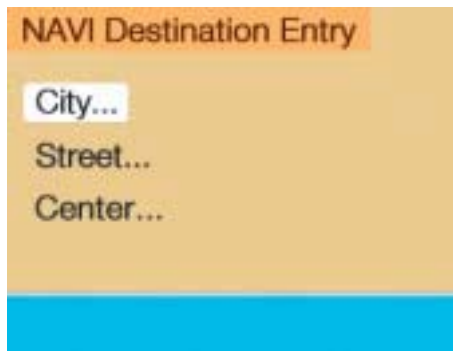 NAVI Destination Entry
City...
Street...
Center...